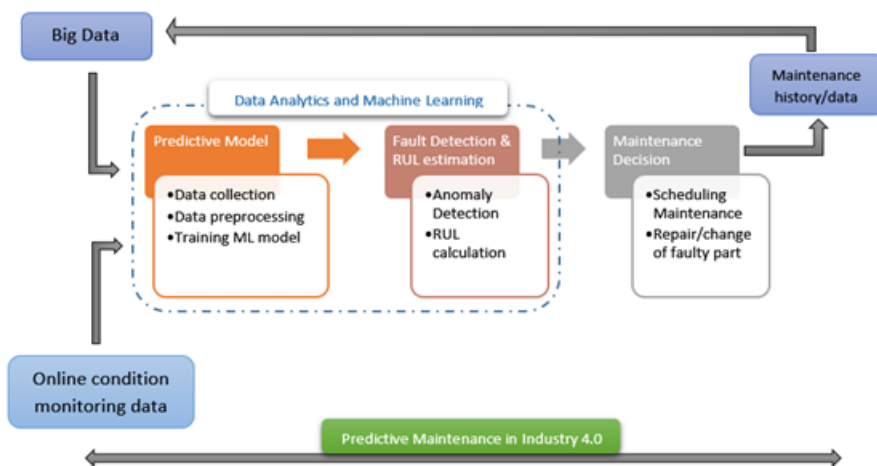 Big Data
Maintenance
history/data
Data Analytics and Machine Learning
Predictive Model
•Data collection
•Data preprocessing
•Training ML model
Fault Detection &
RUL estimation
•Anomaly
Detection
•RUL
calculation
Maintenance
Decision
•Scheduling
Maintenance
•Repair/change
of faulty part
Online condition
monitoring data
Predictive Maintenance in Industry 4.0